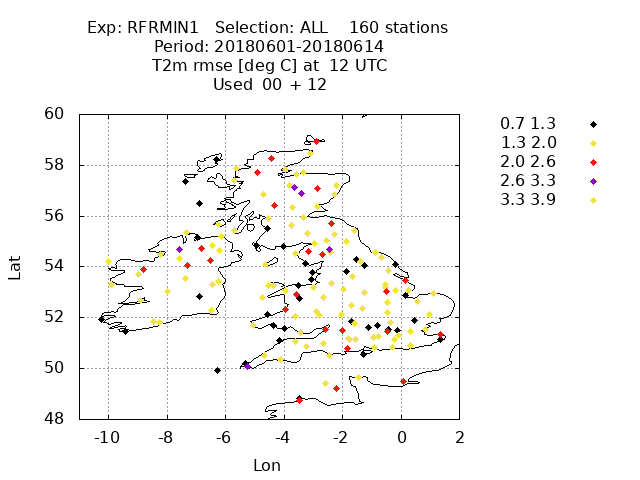 Exp: RFRMIN1 Selection: ALL 160 stations
Period: 20180601-20180614
T2m rmse [deg C] at 12 UTC
Used 00 + 12
0.7 1.3
1.3 2.0
2.0 2.6
2.6 3.3
3.3 3.9
60
58
56
54
52
50
48
Lat
-10 -8 -6 -4 -2 0 2
Lon